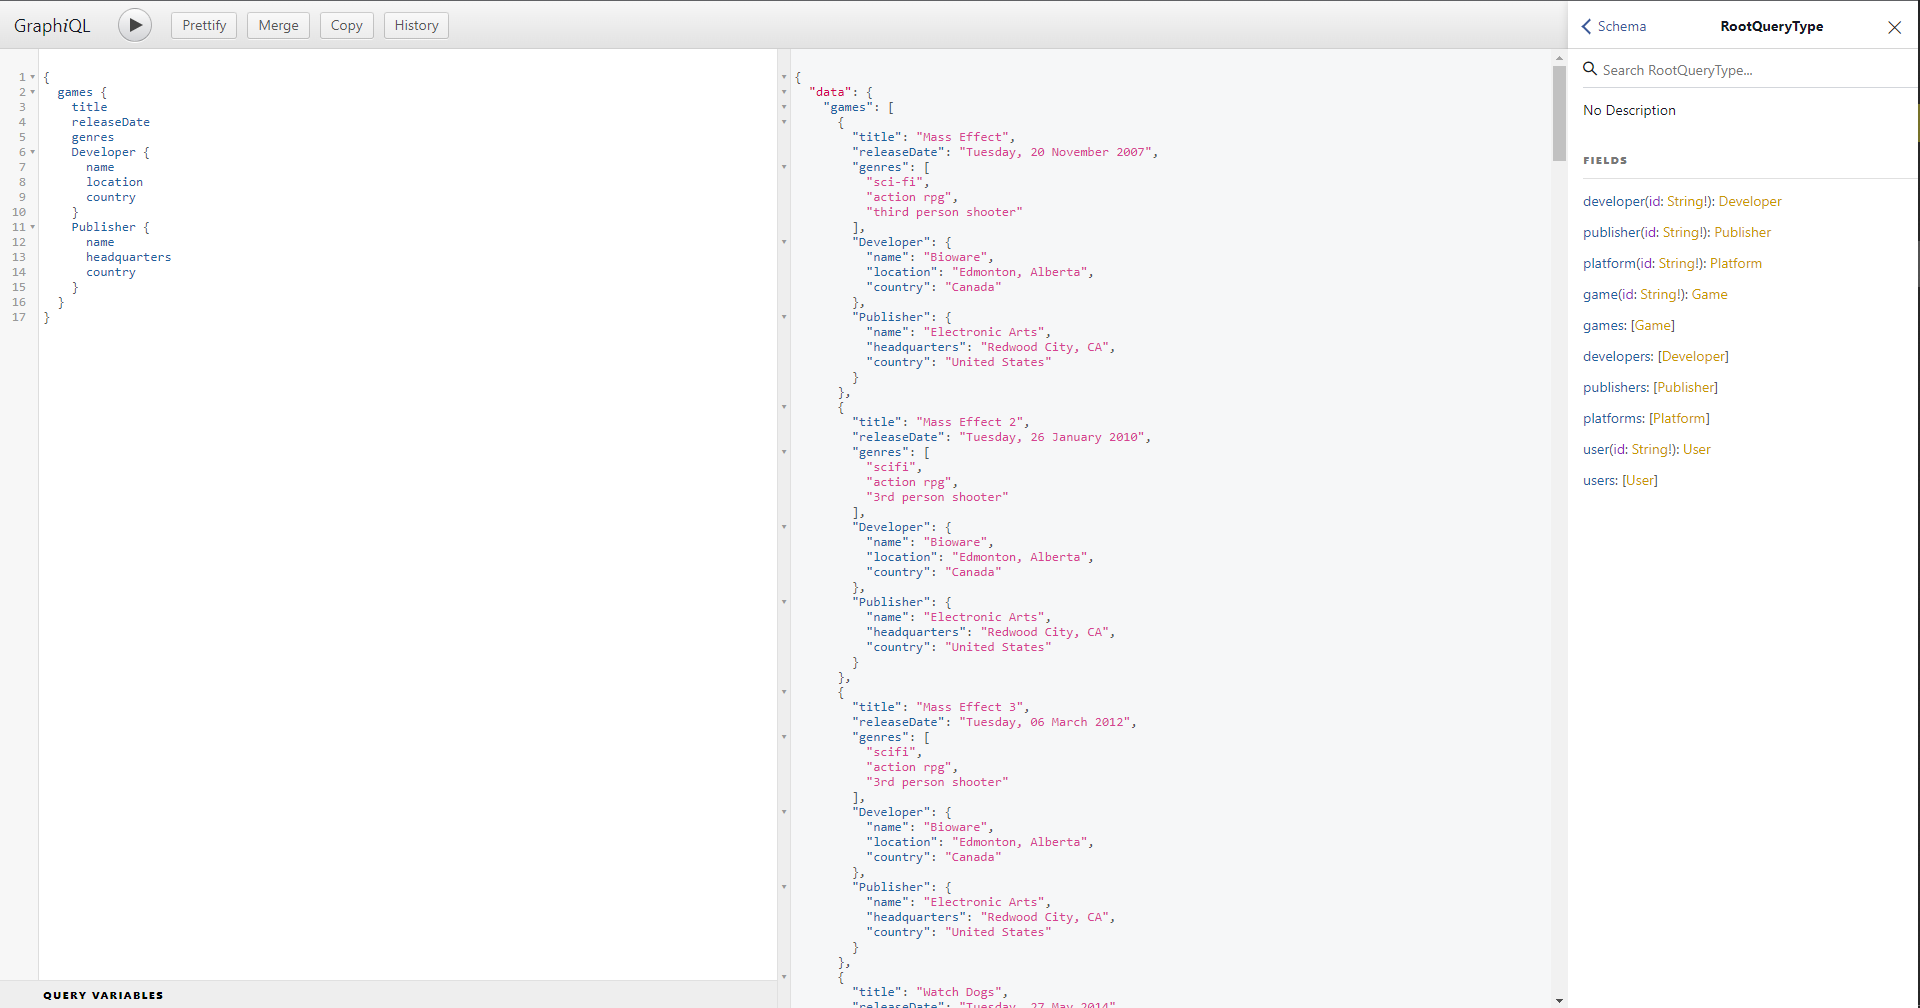 GraphiQL
Prettify Merge Copy History
1 {
2 games {
3 title
4 releaseDate
5 genres
6 Developer {
7 name
8 location
9 country
10 }
11 Publisher {
12 name
13 headquarters
14 country
15 }
16 }
17 }
QUERY VARIABLES
{
"data": {
"games": [
{
"title": "Mass Effect",
"releaseDate": "Tuesday, 20 November 2007",
"genres": [
"sci-fi",
"action rpg",
"third person shooter"
],
"Developer": {
"name": "Bioware",
"location": "Edmonton, Alberta",
"country": "Canada"
},
"Publisher": {
"name": "Electronic Arts",
"headquarters": "Redwood City, CA",
"country": "United States"
}
},
{
"title": "Mass Effect 2",
"releaseDate": "Tuesday, 26 January 2010",
"genres": [
"scifi",
"action rpg",
"3rd person shooter"
],
"Developer": {
"name": "Bioware",
"location": "Edmonton, Alberta",
"country": "Canada"
},
"Publisher": {
"name": "Electronic Arts",
"headquarters": "Redwood City, CA",
"country": "United States"
}
},
{
"title": "Mass Effect 3",
"releaseDate": "Tuesday, 06 March 2012",
"genres": [
"scifi",
"action rpg",
"3rd person shooter"
],
"Developer": {
"name": "Bioware",
"location": "Edmonton, Alberta",
"country": "Canada"
},
"Publisher": {
"name": "Electronic Arts",
"headquarters": "Redwood City, CA",
"country": "United States"
}
},
{
"title": "Watch Dogs",
"releaseDate": "Tuesday, 27 May 2014"
Schema RootQueryType
Search RootQueryType...
No Description
FIELDS
developer(id: String!): Developer
publisher(id: String!): Publisher
platform(id: String!): Platform
game(id: String!): Game
games: [Game]
developers: [Developer]
publishers: [Publisher]
platforms: [Platform]
user(id: String!): User
users: [User]